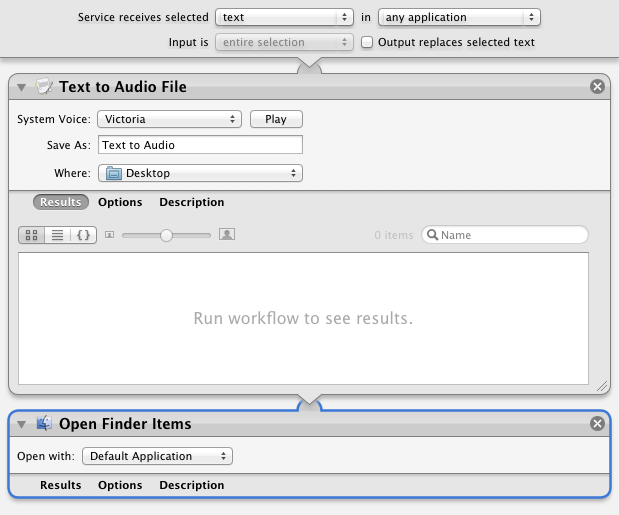 Service receives selected text in any application
Input is entire selection Output replaces selected text
Text to Audio File
System Voice: Victoria Play
Save As: Text to Audio
Where: Desktop
Results Options Description
0 items Name
Run workflow to see results.
Open Finder Items
Open with: Default Application
Results Options Description